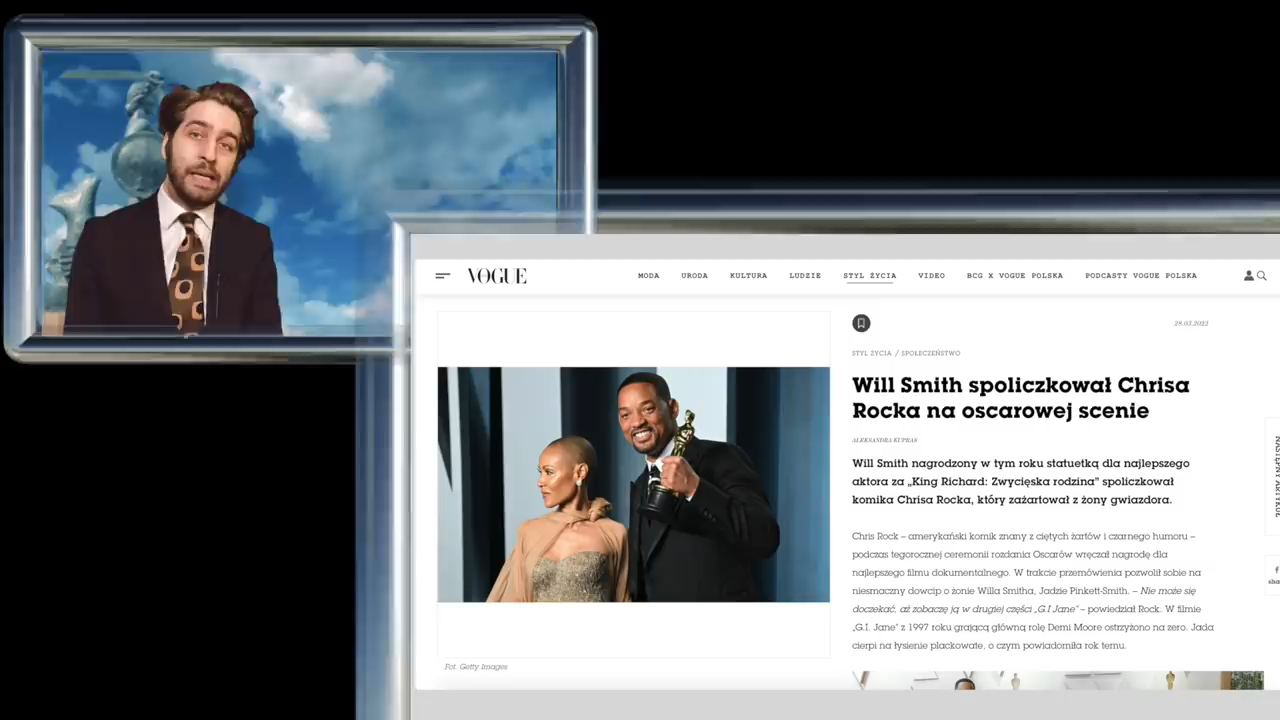 VOGUE
MODA URODA KULTURA LUDZIE STYL ŻYCIA VIDEO BCG X VOGUE POLSKA PODCASTY VOGUE POLSKA
29.03.2022
STYL ŻYCIA / SPOŁECZEŃSTWO
Will Smith spoliczkował Chrisa
Rocka na oscarowej scenie
ALEKSANDRA KUPRAS
Will Smith nagrodzony w tym roku statuetką dla najlepszego
aktora za „King Richard: Zwycięska rodzina” spoliczkował
komika Chrisa Rocka, który zażartował z żony gwiazdora.
Chris Rock – amerykański komik znany z ciętych żartów i czarnego humoru –
podczas tegorocznej ceremonii rozdania Oscarów wręczał nagrodę dla
najlepszego filmu dokumentalnego. W trakcie przemówienia pozwolił sobie na
niesmaczny dowcip o żonie Willa Smitha, Jadzie Pinkett-Smith. – Nie może się
doczekać, aż zobaczę ją w drugiej części „G.I Jane” – powiedział Rock. W filmie
„G.I. Jane” z 1997 roku grającą główną rolę Demi Moore ostrzyżono na zero. Jada
cierpi na łysienie plackowate, o czym powiadomiła rok temu.
Fot. Getty Images